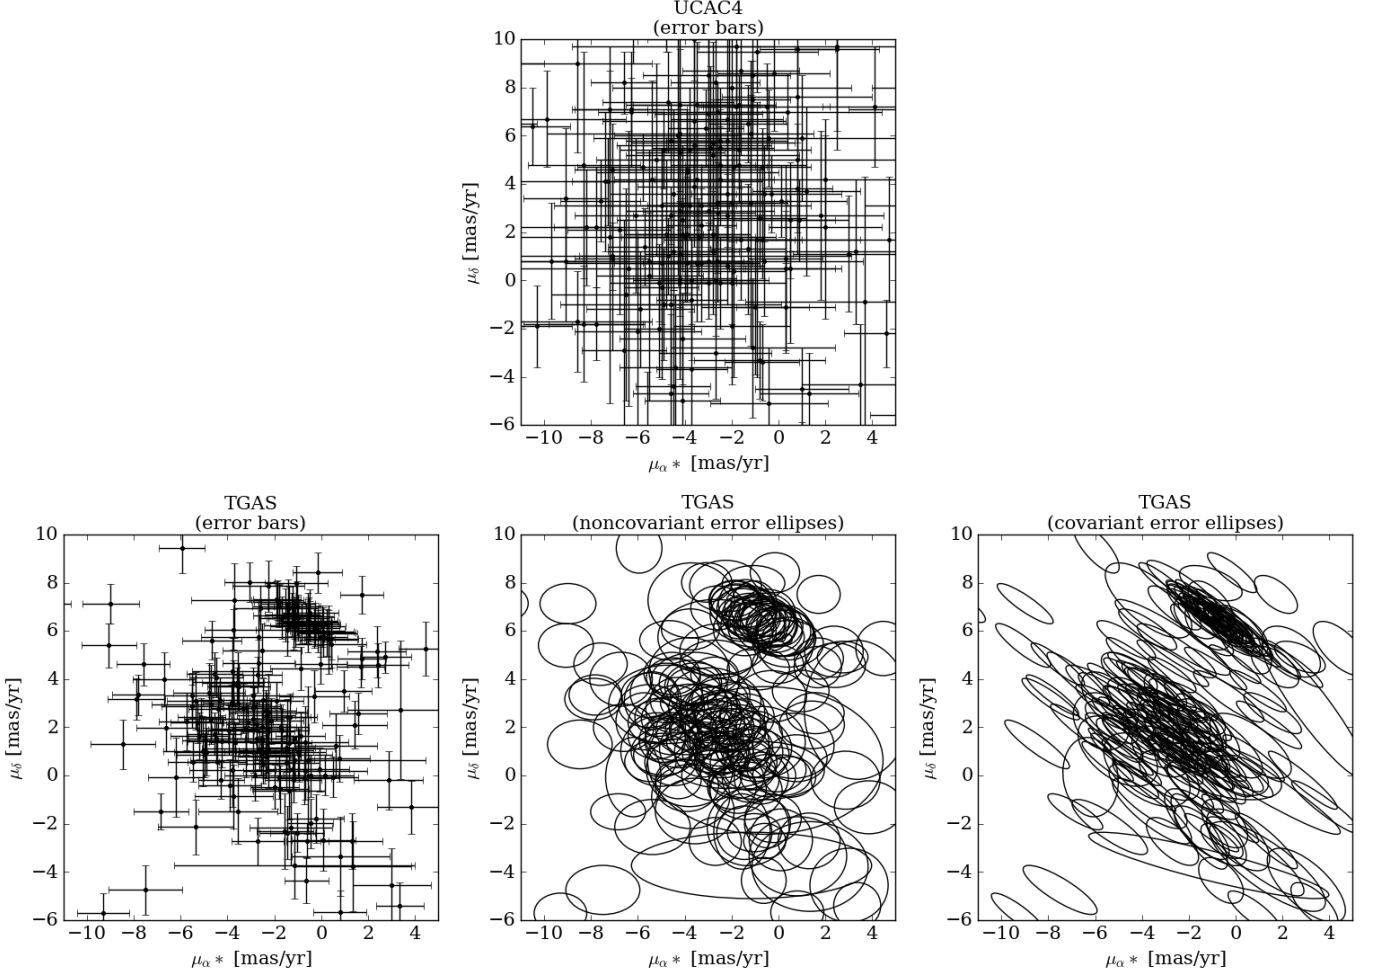 UCAC4
(error bars)
10
8
6
4
2
0
−2
−4
−6
μδ [mas/yr]
−10 −8 −6 −4 −2 0 2 4
μα∗ [mas/yr]
TGAS
(error bars)
10
8
6
4
2
0
−2
−4
−6
μδ [mas/yr]
−10 −8 −6 −4 −2 0 2 4
μα∗ [mas/yr]
TGAS
(noncovariant error ellipses)
10
8
6
4
2
0
−2
−4
−6
μδ [mas/yr]
−10 −8 −6 −4 −2 0 2 4
μα∗ [mas/yr]
TGAS
(covariant error ellipses)
10
8
6
4
2
0
−2
−4
−6
μδ [mas/yr]
−10 −8 −6 −4 −2 0 2 4
μα∗ [mas/yr]